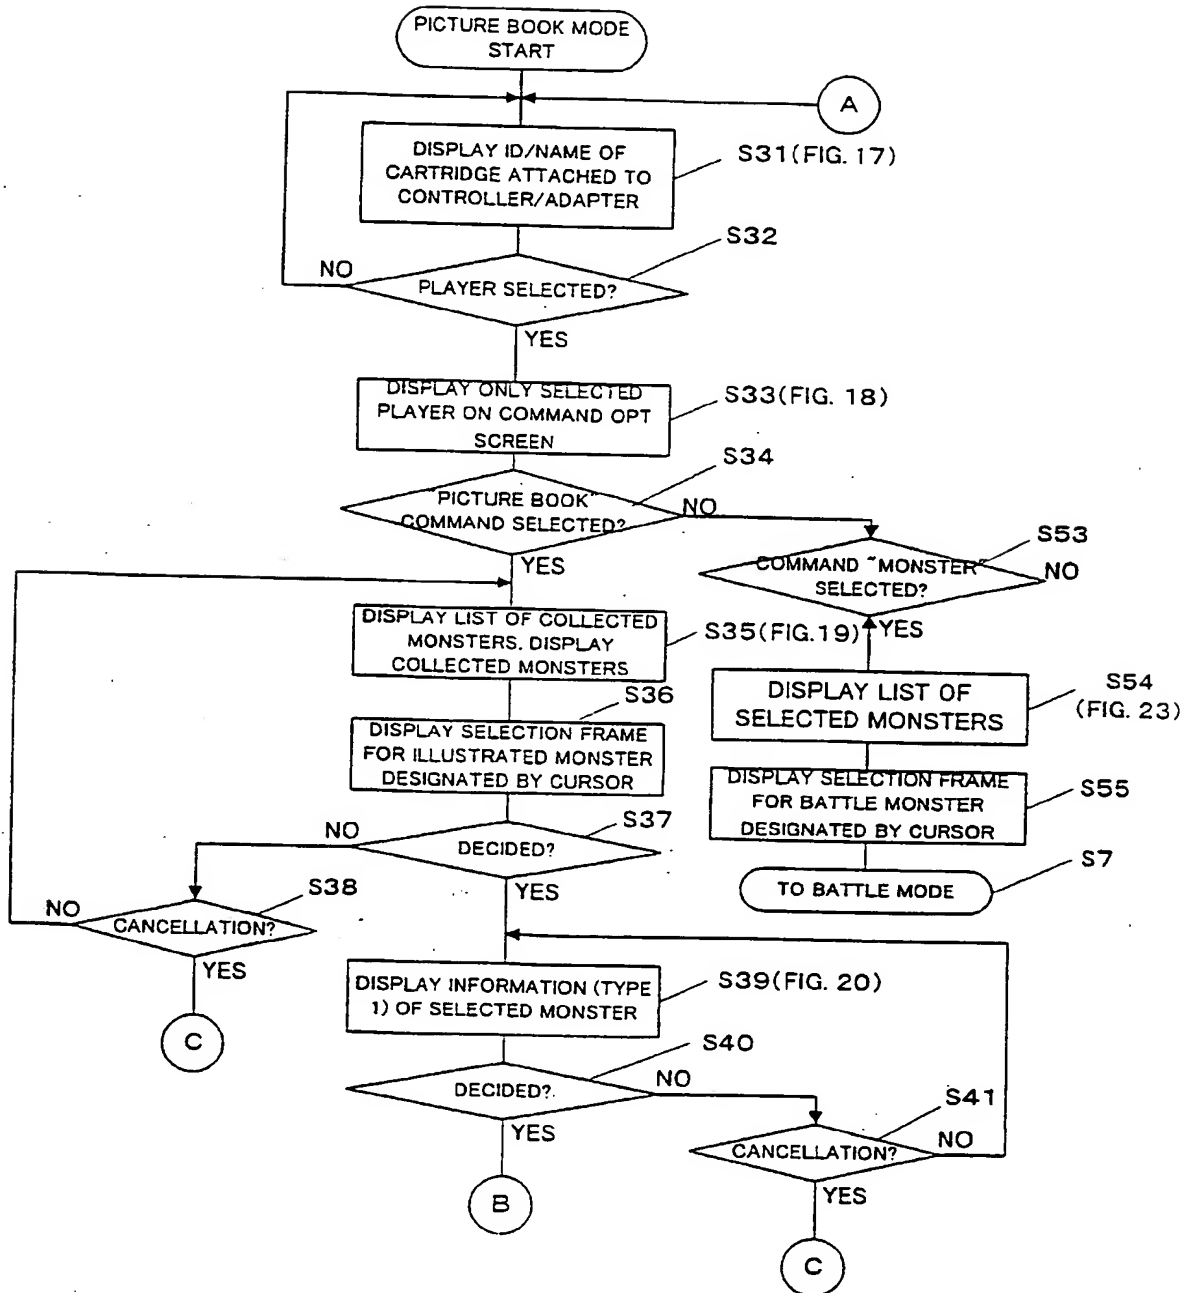 PICTURE BOOK MODE
START
A
DISPLAY ID/NAME OF
CARTRIDGE ATTACHED TO
CONTROLLER/ADAPTER
S31(FIG. 17)
S32
NO
PLAYER SELECTED?
YES
DISPLAY ONLY SELECTED
PLAYER ON COMMAND OPT
SCREEN
S33(FIG. 18)
S34
"PICTURE BOOK"
COMMAND SELECTED?
NO
YES
S53
COMMAND "MONSTER"
SELECTED?
NO
YES
DISPLAY LIST OF COLLECTED
MONSTERS. DISPLAY
COLLECTED MONSTERS
S35(FIG.19)
DISPLAY LIST OF
SELECTED MONSTERS
S54
(FIG. 23)
S36
DISPLAY SELECTION FRAME
FOR ILLUSTRATED MONSTER
DESIGNATED BY CURSOR
DISPLAY SELECTION FRAME
FOR BATTLE MONSTER
DESIGNATED BY CURSOR
S55
S37
NO
DECIDED?
YES
S7
TO BATTLE MODE
S38
NO
CANCELLATION?
YES
C
DISPLAY INFORMATION (TYPE
1) OF SELECTED MONSTER
S39(FIG. 20)
S40
DECIDED?
NO
YES
B
S41
CANCELLATION?
NO
YES
C